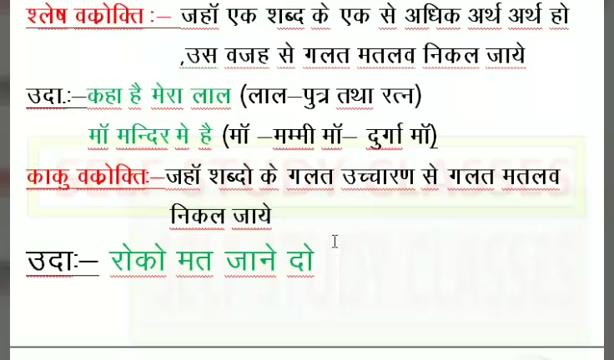 श्लेष वक्रोक्ति :– जहॉ एक शब्द के एक से अधिक अर्थ अर्थ हो
,उस वजह से गलत मतलव निकल जाये
उदा.:–कहा है मेरा लाल (लाल–पुत्र तथा रत्न)
मॉ मन्दिर मे है (मॉ –मम्मी मॉ– दुर्गा मॉ)
काकु वक्रोक्तिः–जहॉ शब्दो के गलत उच्चारण से गलत मतलव
निकल जाये
उदाः– रोको मत जाने दो